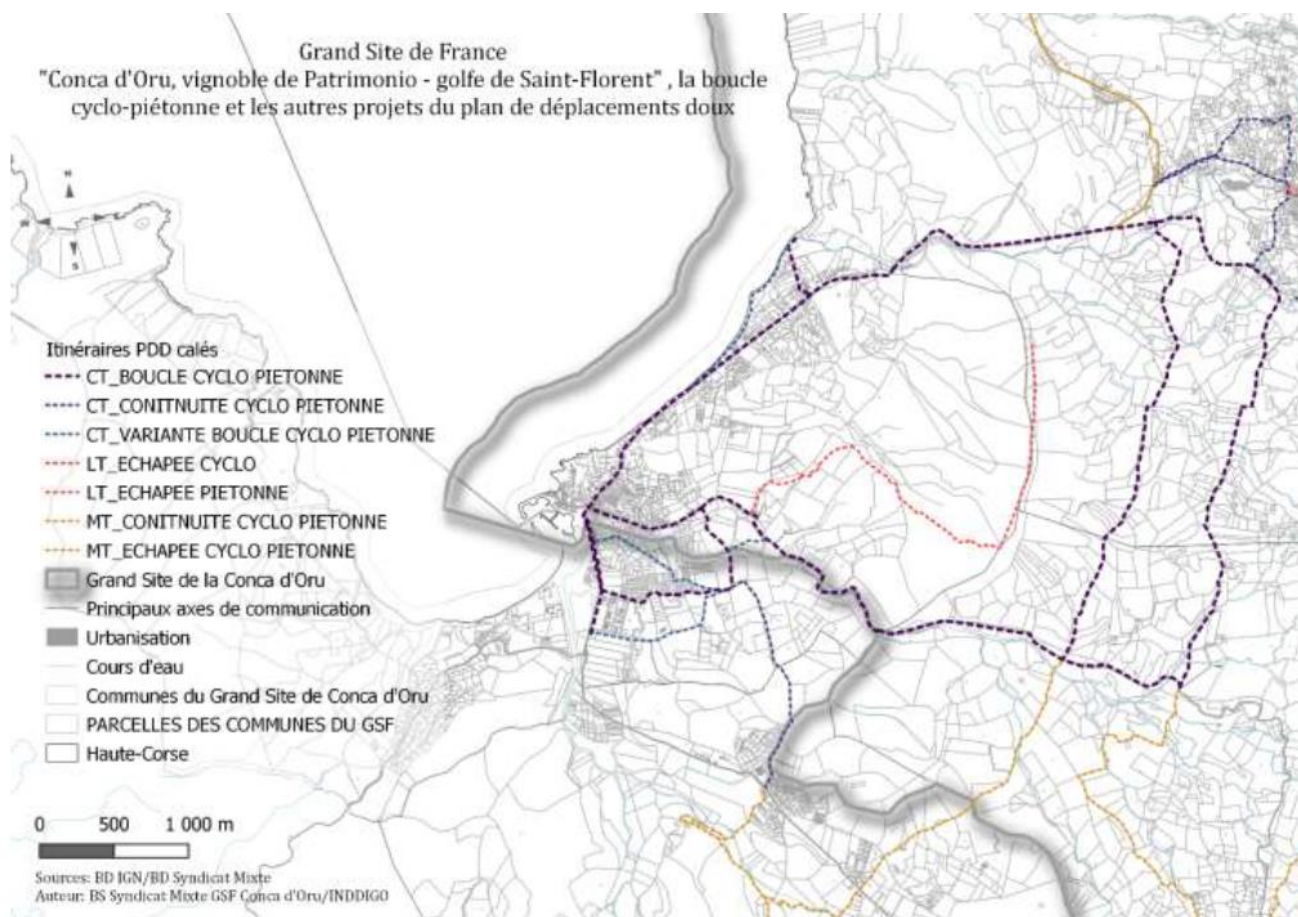 Grand Site de France
"Conca d'Oru, vignoble de Patrimonio - golfe de Saint-Florent" , la boucle
cyclo-piétonne et les autres projets du plan de déplacements doux
N
W
S
Itinéraires PDD calés
CT_BOUCLE CYCLO PIETONNE
CT_CONITNUITE CYCLO PIETONNE
CT_VARIANTE BOUCLE CYCLO PIETONNE
LT_ECHAPEE CYCLO
LT_ECHAPEE PIETONNE
MT_CONITNUITE CYCLO PIETONNE
MT_ECHAPEE CYCLO PIETONNE
Grand Site de la Conca d'Oru
Principaux axes de communication
Urbanisation
Cours d'eau
Communes du Grand Site de Conca d'Oru
PARCELLES DES COMMUNES DU GSF
Haute-Corse
0 500 1 000 m
Sources: BD IGN/BD Syndicat Mixte
Auteur: BS Syndicat Mixte GSF Conca d'Oru/INDDIGO